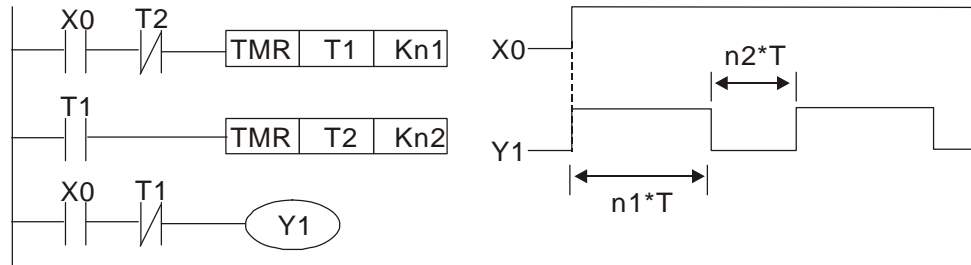 X0 T2
TMR T1 Kn1
T1
TMR T2 Kn2
X0 T1
Y1
X0
n2*T
Y1
n1*T